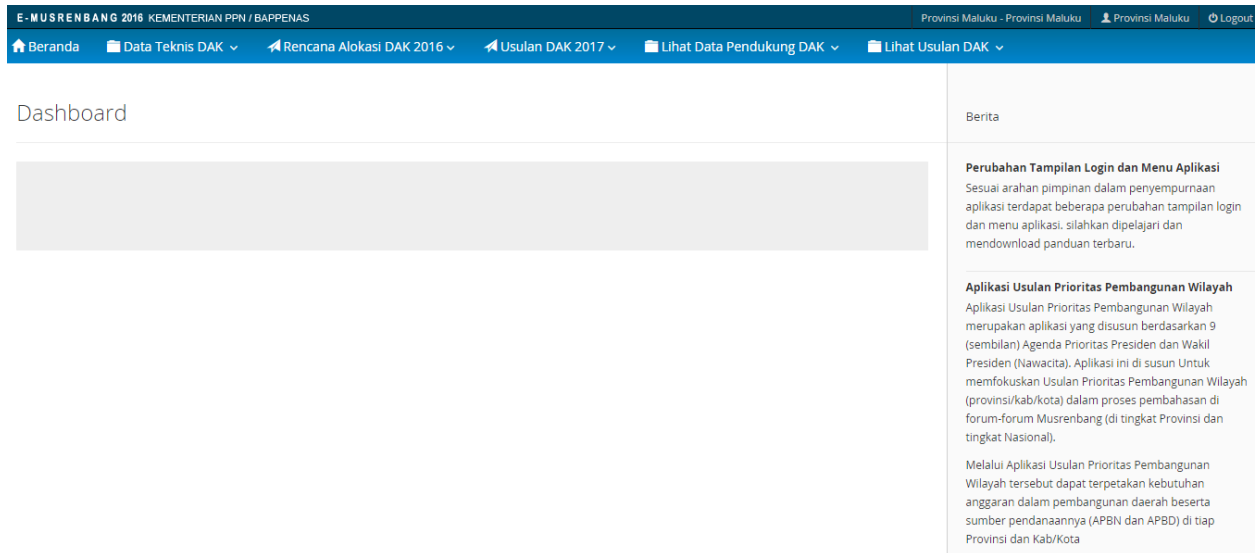 E-MUSRENBANG 2016 KEMENTERIAN PPN / BAPPENAS
Provinsi Maluku - Provinsi Maluku
Provinsi Maluku
Logout
Beranda
Data Teknis DAK
Rencana Alokasi DAK 2016
Usulan DAK 2017
Lihat Data Pendukung DAK
Lihat Usulan DAK
Dashboard
Berita
Perubahan Tampilan Login dan Menu Aplikasi
Sesuai arahan pimpinan dalam penyempurnaan
aplikasi terdapat beberapa perubahan tampilan login
dan menu aplikasi. silahkan dipelajari dan
mendownload panduan terbaru.
Aplikasi Usulan Prioritas Pembangunan Wilayah
Aplikasi Usulan Prioritas Pembangunan Wilayah
merupakan aplikasi yang disusun berdasarkan 9
(sembilan) Agenda Prioritas Presiden dan Wakil
Presiden (Nawacita). Aplikasi ini di susun Untuk
memfokuskan Usulan Prioritas Pembangunan Wilayah
(provinsi/kab/kota) dalam proses pembahasan di
forum-forum Musrenbang (di tingkat Provinsi dan
tingkat Nasional).
Melalui Aplikasi Usulan Prioritas Pembangunan
Wilayah tersebut dapat terpetakan kebutuhan
anggaran dalam pembangunan daerah beserta
sumber pendanaannya (APBN dan APBD) di tiap
Provinsi dan Kab/Kota